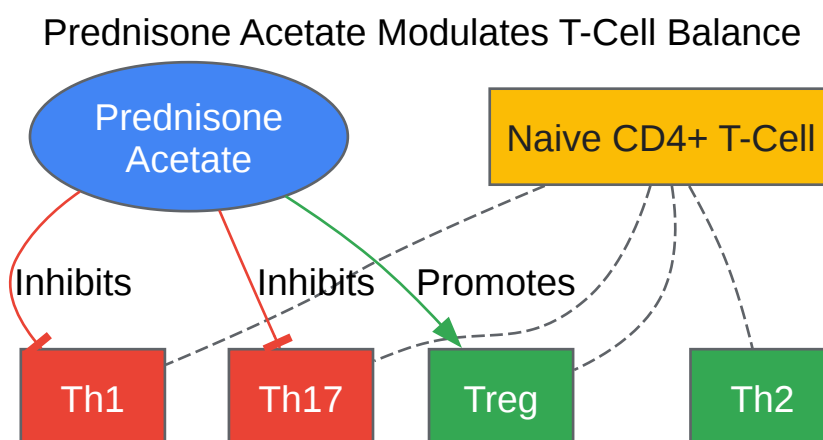 Prednisone Acetate Modulates T-Cell Balance
Prednisone
Acetate
Naive CD4+ T-Cell
Inhibits
Inhibits
Promotes
Th1
Th17
Treg
Th2